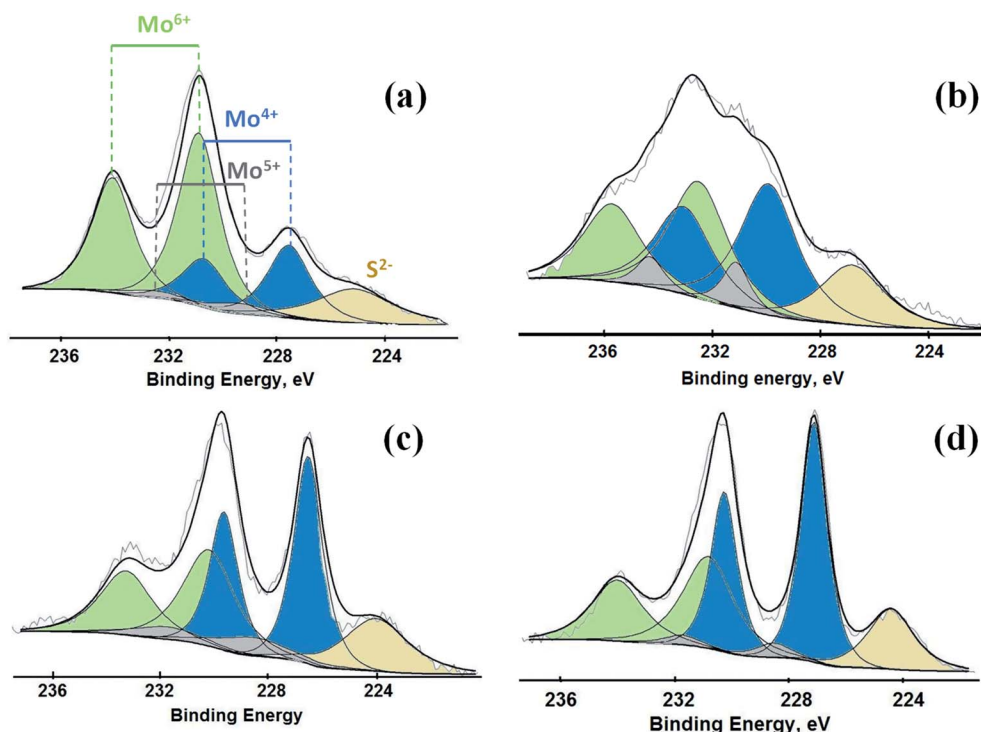 Mo⁶⁺
(a)
Mo⁴⁺
Mo⁵⁺
S²⁻
236 232 228 224
Binding Energy, eV
(b)
236 232 228 224
Binding energy, eV
(c)
236 232 228 224
Binding Energy
(d)
236 232 228 224
Binding Energy, eV